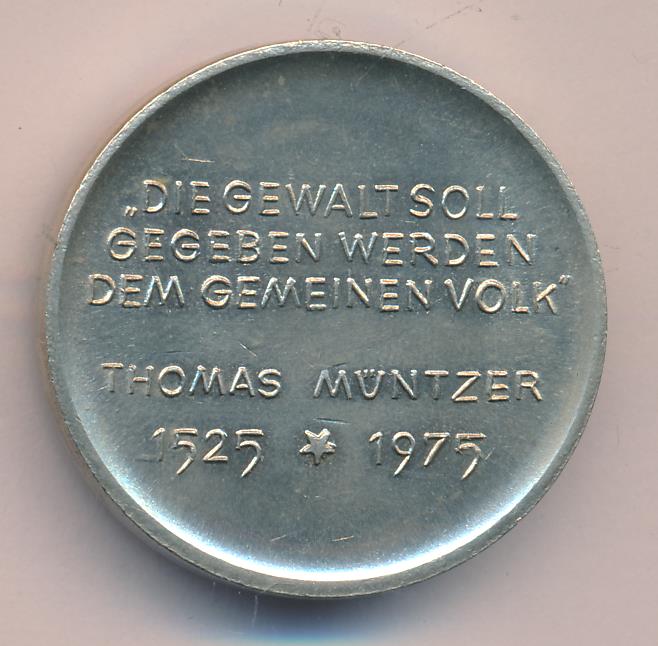 „DIE GEWALT SOLL
GEGEBEN WERDEN
DEM GEMEINEN VOLK“
THOMAS MÜNTZER
1525 ★ 1975